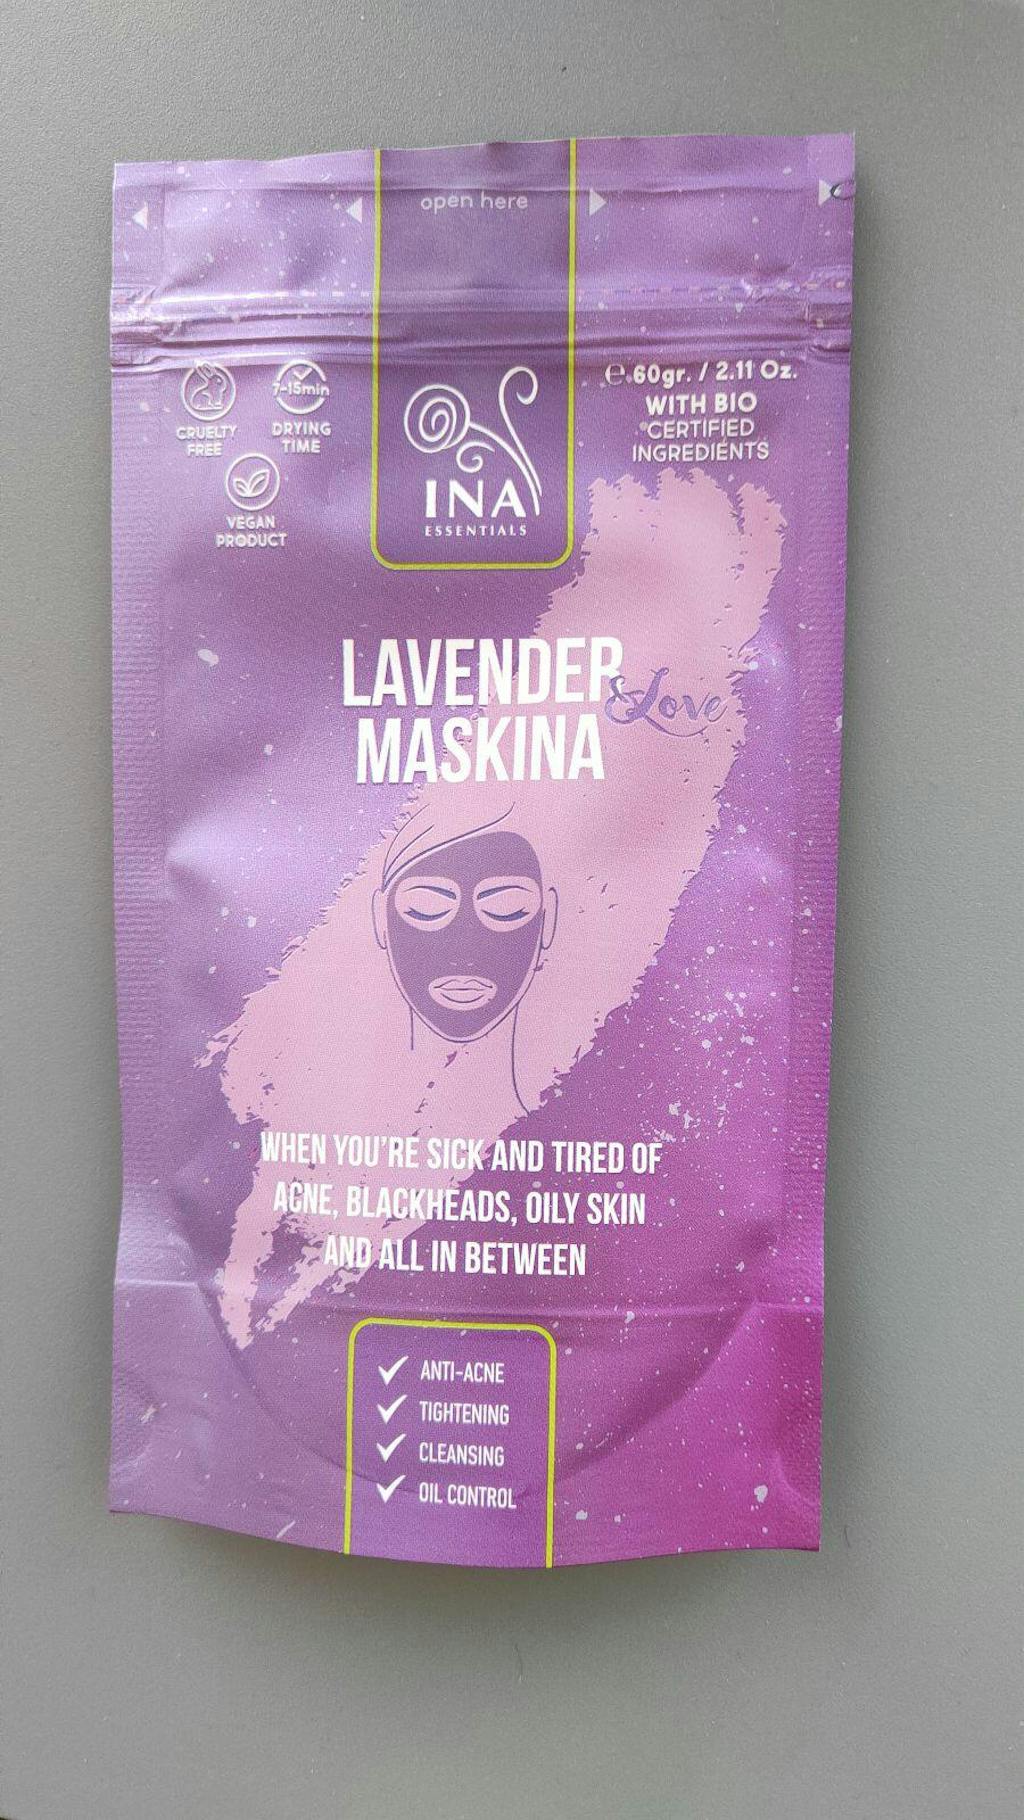 open here
CRUELTY
FREE
7-15min
DRYING
TIME
VEGAN
PRODUCT
INA
ESSENTIALS
℮ 60gr. / 2.11 Oz.
WITH BIO
CERTIFIED
INGREDIENTS
LAVENDER
&Love
MASKINA
WHEN YOU'RE SICK AND TIRED OF
ACNE, BLACKHEADS, OILY SKIN
AND ALL IN BETWEEN
ANTI-ACNE
TIGHTENING
CLEANSING
OIL CONTROL